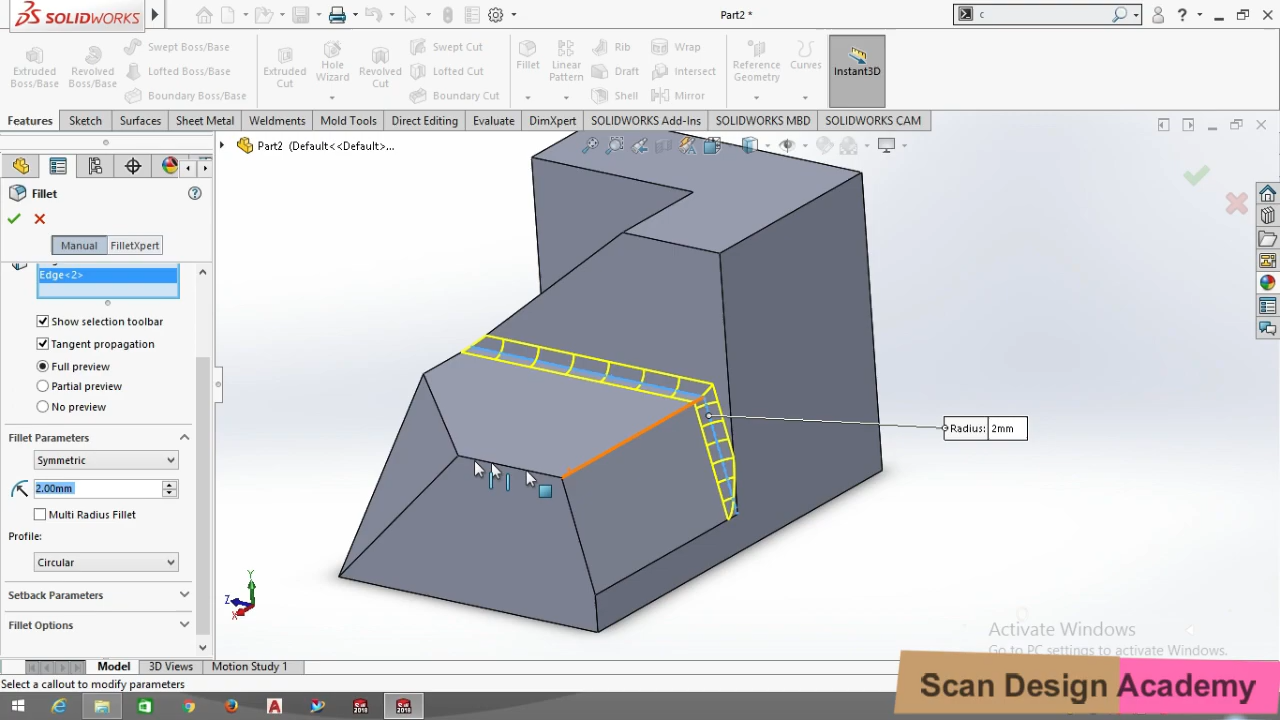 SOLIDWORKS
Part2 *
c
?
Extruded Boss/Base
Revolved Boss/Base
Swept Boss/Base
Lofted Boss/Base
Boundary Boss/Base
Extruded Cut
Hole Wizard
Revolved Cut
Swept Cut
Lofted Cut
Boundary Cut
Fillet
Linear Pattern
Rib
Draft
Shell
Wrap
Intersect
Mirror
Reference Geometry
Curves
Instant3D
Features
Sketch
Surfaces
Sheet Metal
Weldments
Mold Tools
Direct Editing
Evaluate
DimXpert
SOLIDWORKS Add-Ins
SOLIDWORKS MBD
SOLIDWORKS CAM
Part2 (Default<<Default>...
Fillet
Manual
FilletXpert
Edge<2>
Show selection toolbar
Tangent propagation
Full preview
Partial preview
No preview
Fillet Parameters
Symmetric
2.00mm
Multi Radius Fillet
Profile:
Circular
Setback Parameters
Fillet Options
Radius: 2mm
Y
Z
X
Activate Windows
Go to PC settings to activate Windows.
Model
3D Views
Motion Study 1
Select a callout to modify parameters
Scan Design Academy